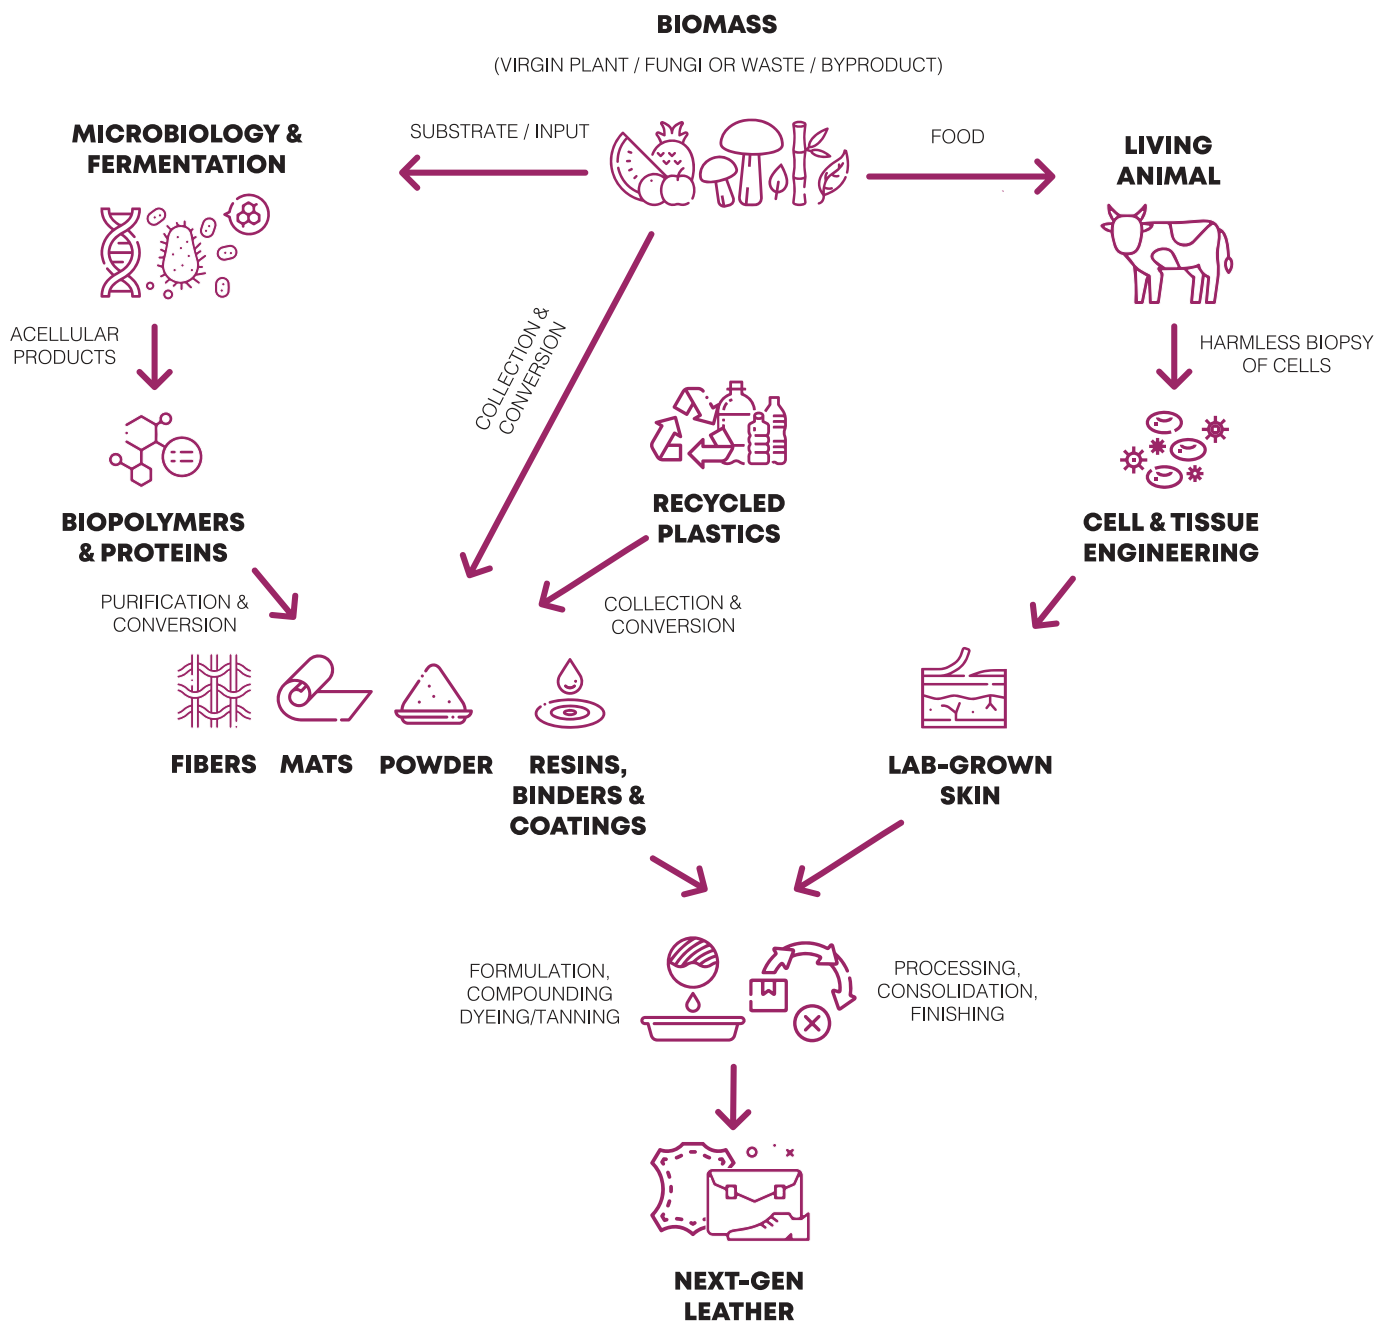 BIOMASS
(VIRGIN PLANT / FUNGI OR WASTE / BYPRODUCT)
MICROBIOLOGY &
FERMENTATION
SUBSTRATE / INPUT
FOOD
LIVING
ANIMAL
ACELLULAR
PRODUCTS
COLLECTION &
CONVERSION
HARMLESS BIOPSY
OF CELLS
BIOPOLYMERS
& PROTEINS
RECYCLED
PLASTICS
CELL & TISSUE
ENGINEERING
PURIFICATION &
CONVERSION
COLLECTION &
CONVERSION
FIBERS
MATS
POWDER
RESINS,
BINDERS &
COATINGS
LAB-GROWN
SKIN
FORMULATION,
COMPOUNDING
DYEING/TANNING
PROCESSING,
CONSOLIDATION,
FINISHING
NEXT-GEN
LEATHER